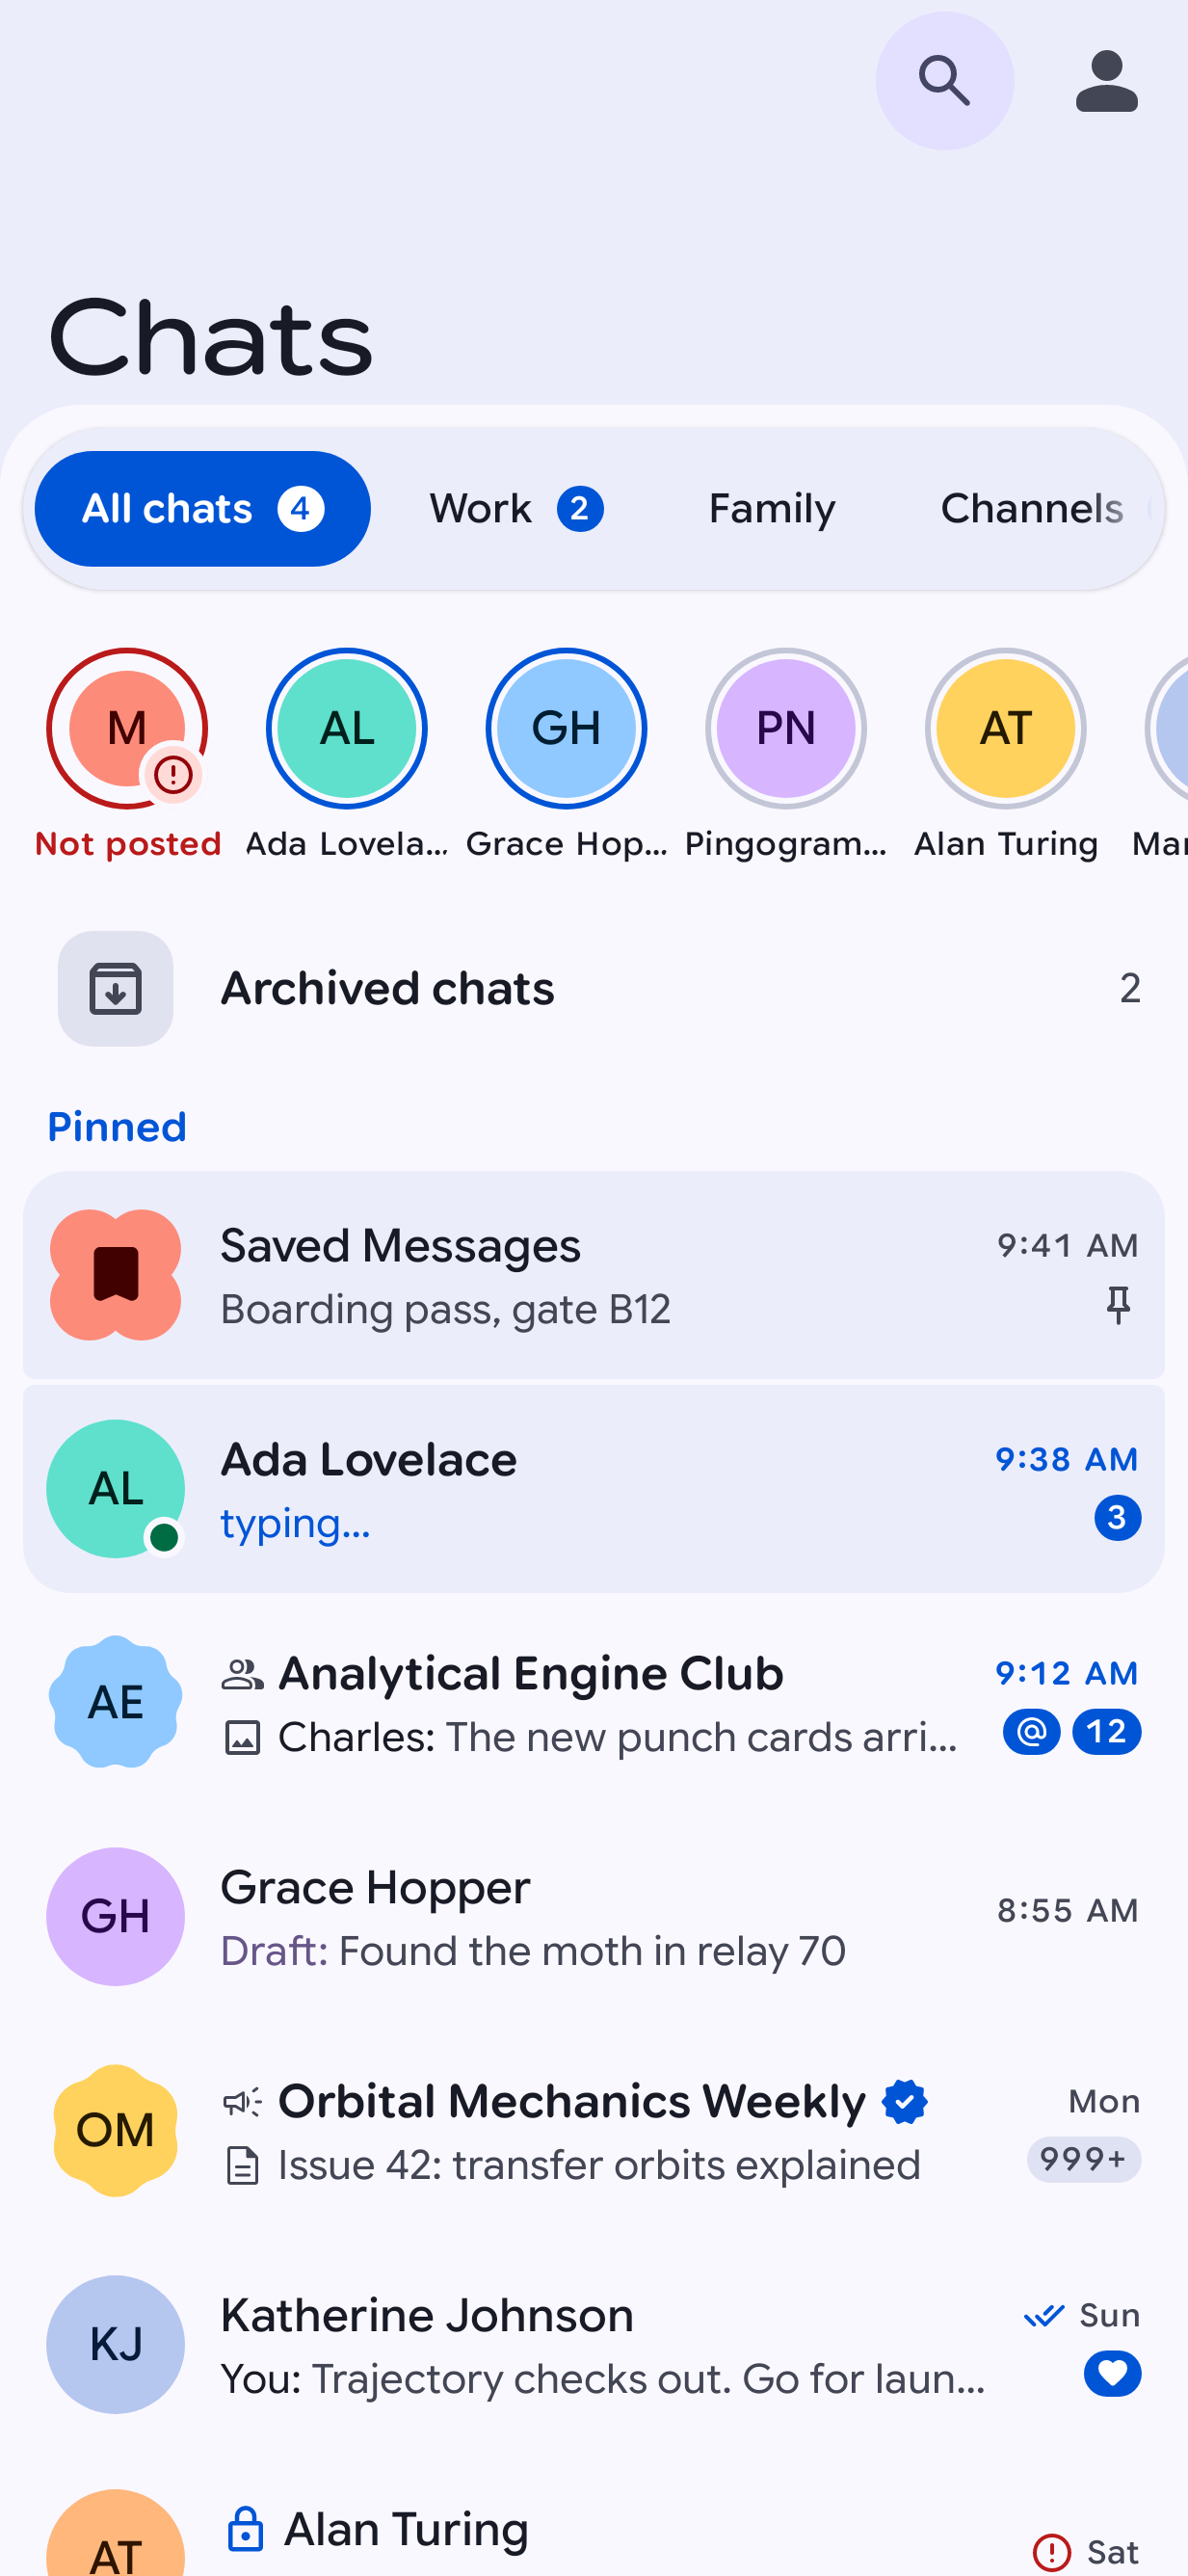 Chats
All chats 4 Work 2 Family Channels
M AL GH PN AT
Not posted Ada Lovela... Grace Hop... Pingogram... Alan Turing Mar
Archived chats 2
Pinned
Saved Messages 9:41 AM
Boarding pass, gate B12
AL Ada Lovelace 9:38 AM
typing... 3
AE Analytical Engine Club 9:12 AM
Charles: The new punch cards arri... @ 12
GH Grace Hopper 8:55 AM
Draft: Found the moth in relay 70
OM Orbital Mechanics Weekly Mon
Issue 42: transfer orbits explained 999+
KJ Katherine Johnson Sun
You: Trajectory checks out. Go for laun...
AT Alan Turing Sat